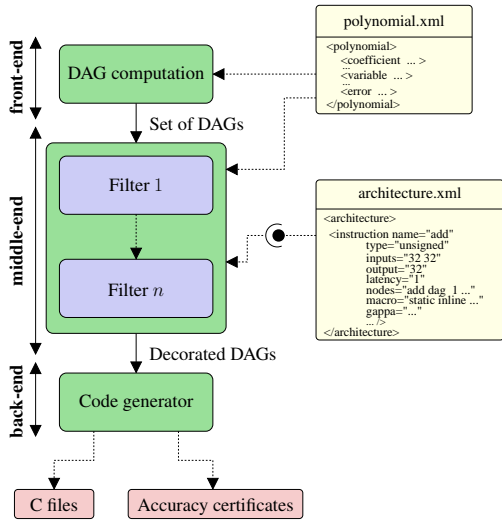 polynomial.xml
<polynomial>
<coefficient ... >
...
<variable ... >
...
<error ... >
</polynomial>
front-end
DAG computation
Set of DAGs
middle-end
Filter 1
Filter n
architecture.xml
<architecture>
<instruction name="add"
type="unsigned"
inputs="32 32"
output="32"
latency="1"
nodes="add dag_1 ..."
macro="static inline ..."
gappa="..."
... />
</architecture>
Decorated DAGs
back-end
Code generator
C files
Accuracy certificates